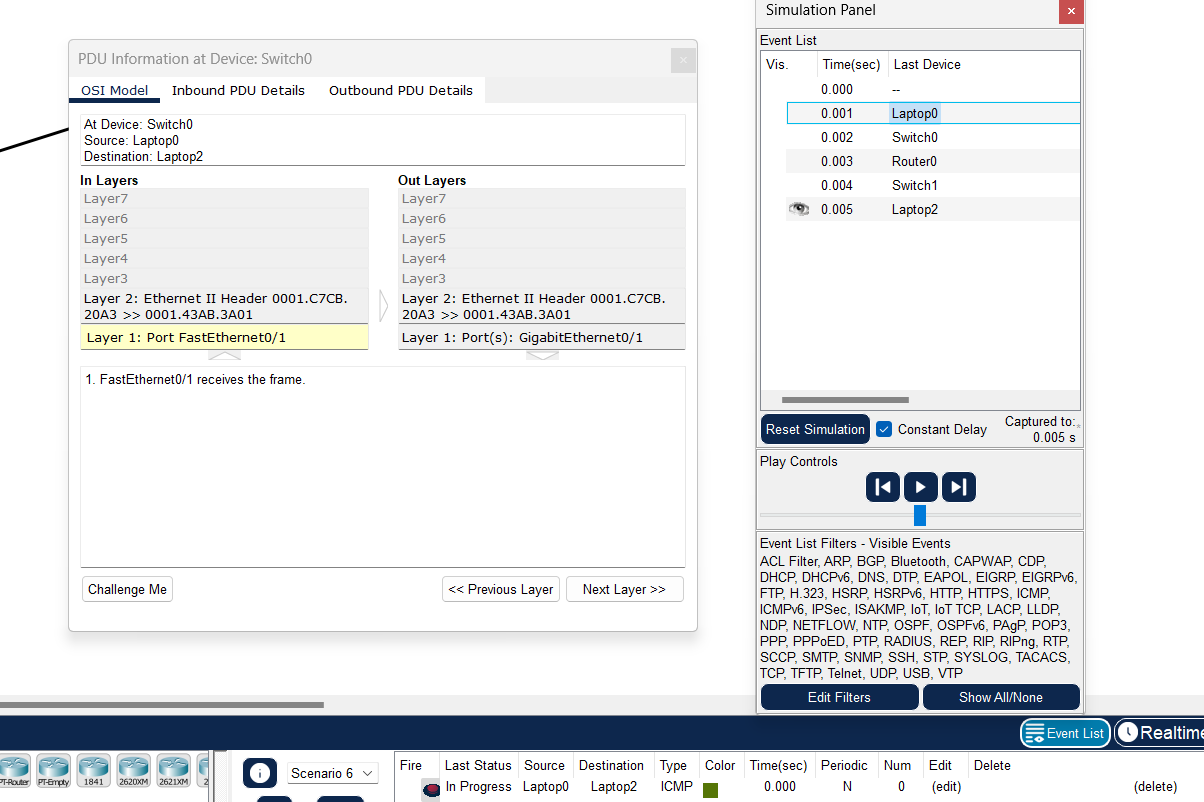 Simulation Panel
PDU Information at Device: Switch0
OSI Model Inbound PDU Details Outbound PDU Details
At Device: Switch0
Source: Laptop0
Destination: Laptop2
In Layers Out Layers
Layer7 Layer7
Layer6 Layer6
Layer5 Layer5
Layer4 Layer4
Layer3 Layer3
Layer 2: Ethernet II Header 0001.C7CB. Layer 2: Ethernet II Header 0001.C7CB.
20A3 >> 0001.43AB.3A01 20A3 >> 0001.43AB.3A01
Layer 1: Port FastEthernet0/1 Layer 1: Port(s): GigabitEthernet0/1
1. FastEthernet0/1 receives the frame.
Challenge Me << Previous Layer Next Layer >>
Event List
Vis. Time(sec) Last Device
0.000 --
0.001 Laptop0
0.002 Switch0
0.003 Router0
0.004 Switch1
0.005 Laptop2
Reset Simulation Constant Delay Captured to:
0.005 s
Play Controls
Event List Filters - Visible Events
ACL Filter, ARP, BGP, Bluetooth, CAPWAP, CDP,
DHCP, DHCPv6, DNS, DTP, EAPOL, EIGRP, EIGRPv6,
FTP, H.323, HSRP, HSRPv6, HTTP, HTTPS, ICMP,
ICMPv6, IPSec, ISAKMP, IoT, IoT TCP, LACP, LLDP,
NDP, NETFLOW, NTP, OSPF, OSPFv6, PAgP, POP3,
PPP, PPPoED, PTP, RADIUS, REP, RIP, RIPng, RTP,
SCCP, SMTP, SNMP, SSH, STP, SYSLOG, TACACS,
TCP, TFTP, Telnet, UDP, USB, VTP
Edit Filters Show All/None
Event List Realtime
PT-Router PT-Empty 1841 2620XM 2621XM 2
Scenario 6
Fire Last Status Source Destination Type Color Time(sec) Periodic Num Edit Delete
In Progress Laptop0 Laptop2 ICMP 0.000 N 0 (edit) (delete)